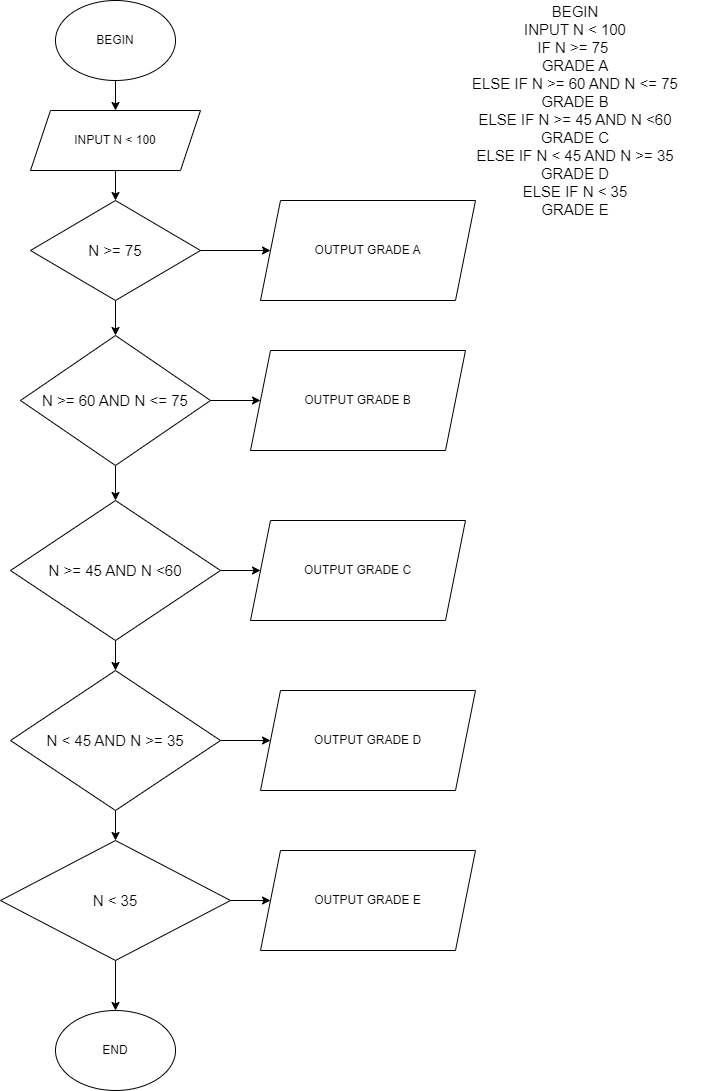 BEGIN
INPUT N < 100
N >= 75
OUTPUT GRADE A
N >= 60 AND N <= 75
OUTPUT GRADE B
N >= 45 AND N <60
OUTPUT GRADE C
N < 45 AND N >= 35
OUTPUT GRADE D
N < 35
OUTPUT GRADE E
END
BEGIN
INPUT N < 100
IF N >= 75
GRADE A
ELSE IF N >= 60 AND N <= 75
GRADE B
ELSE IF N >= 45 AND N <60
GRADE C
ELSE IF N < 45 AND N >= 35
GRADE D
ELSE IF N < 35
GRADE E